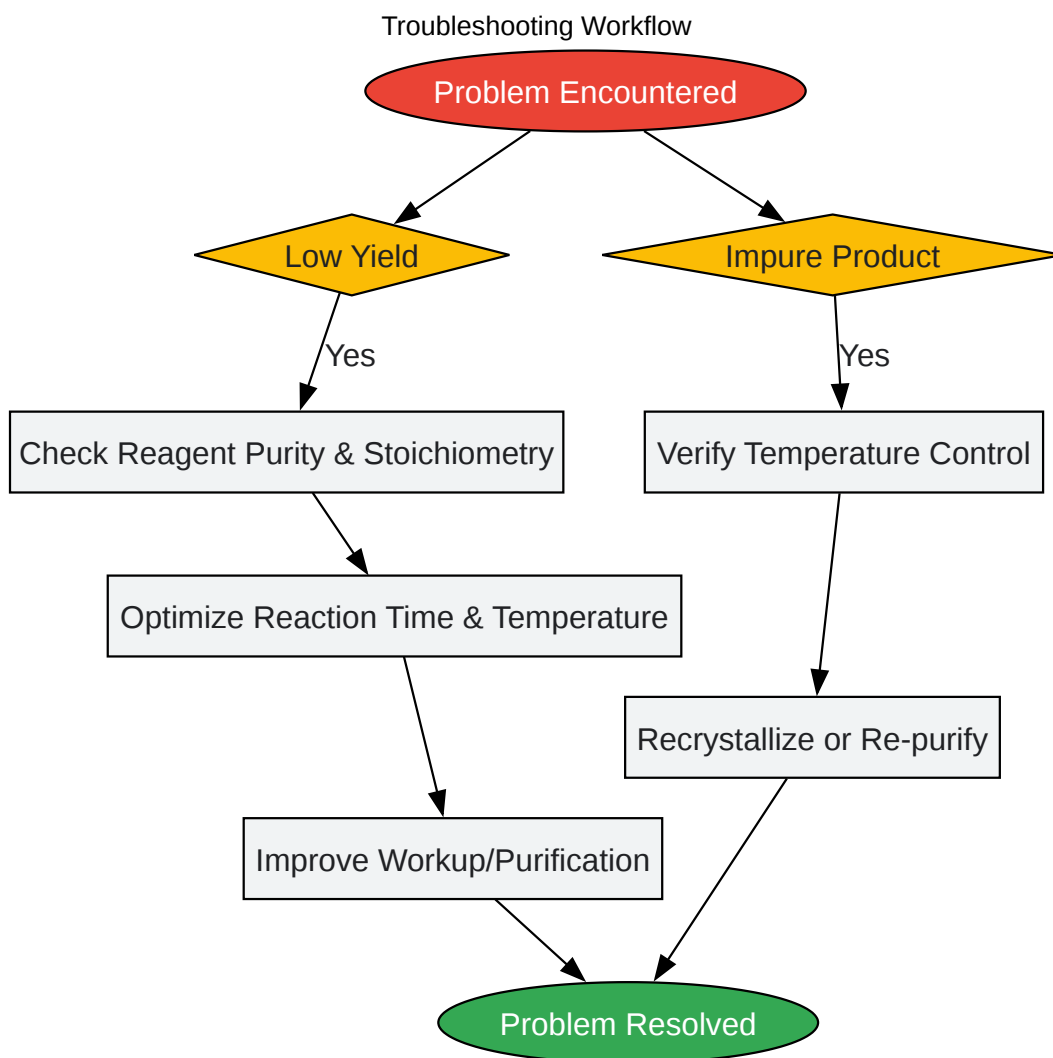 Troubleshooting Workflow
Problem Encountered
Low Yield
Impure Product
Yes
Yes
Check Reagent Purity & Stoichiometry
Verify Temperature Control
Optimize Reaction Time & Temperature
Recrystallize or Re-purify
Improve Workup/Purification
Problem Resolved